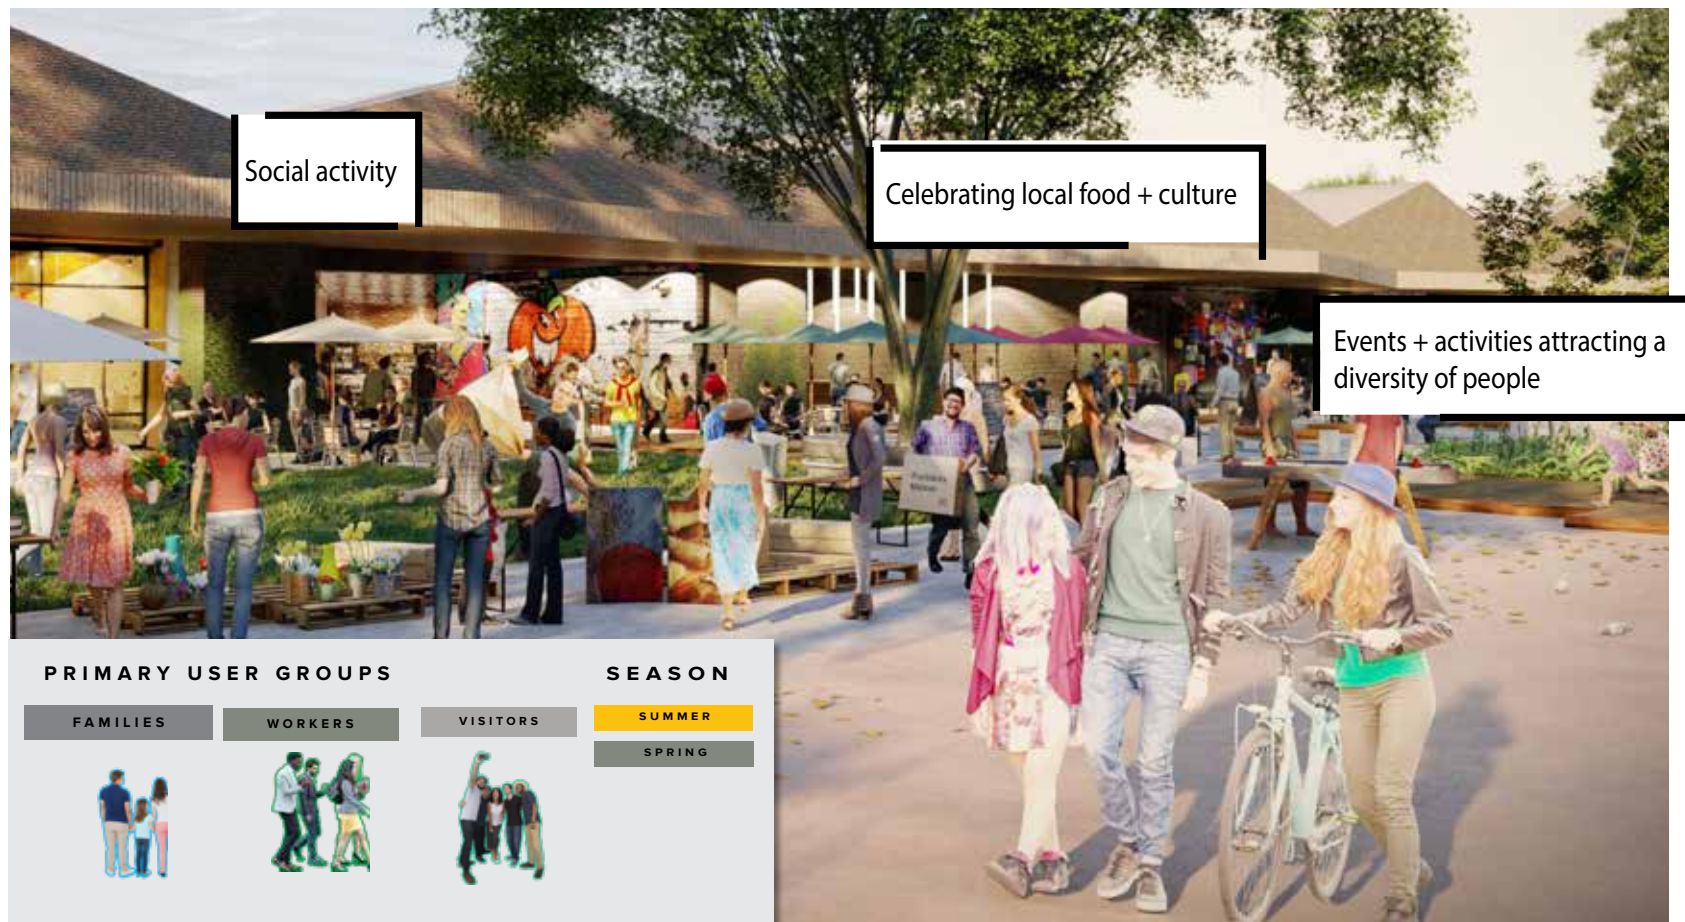 Social activity
Celebrating local food + culture
Events + activities attracting a
diversity of people
PRIMARY USER GROUPS
SEASON
FAMILIES
WORKERS
VISITORS
SUMMER
SPRING